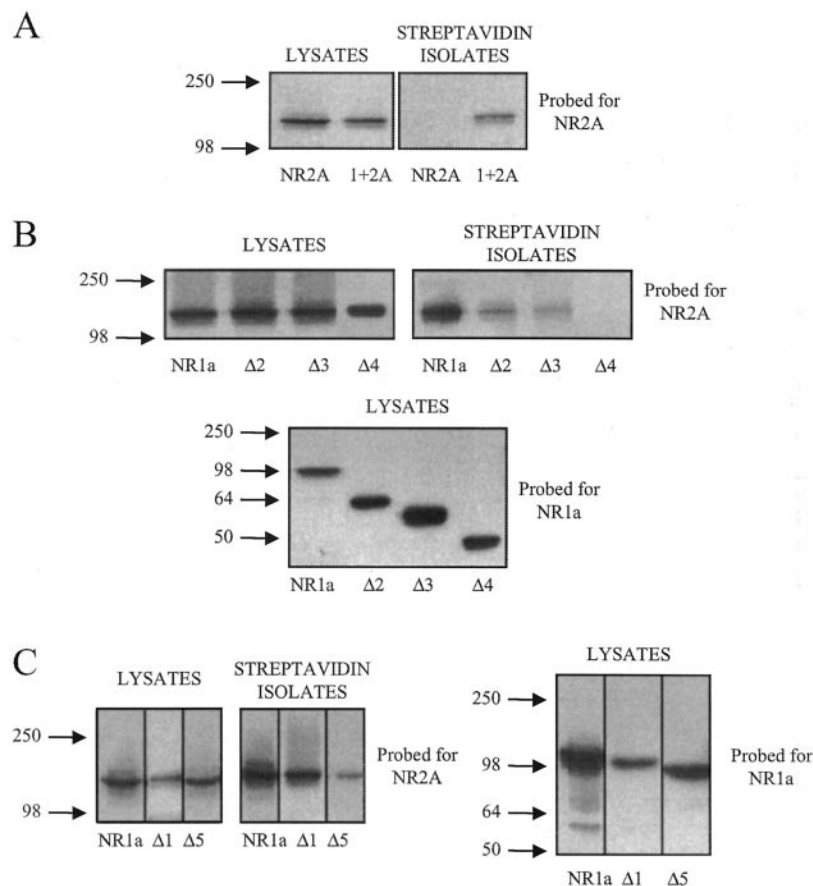 A
LYSATES
STREPTAVIDIN
ISOLATES
250
98
Probed for
NR2A
NR2A 1+2A NR2A 1+2A
B
LYSATES
STREPTAVIDIN
ISOLATES
250
98
Probed for
NR2A
NR1a Δ2 Δ3 Δ4 NR1a Δ2 Δ3 Δ4
LYSATES
250
98
64
50
Probed for
NR1a
NR1a Δ2 Δ3 Δ4
C
LYSATES
STREPTAVIDIN
ISOLATES
250
98
Probed for
NR2A
NR1a Δ1 Δ5 NR1a Δ1 Δ5
LYSATES
250
98
64
50
Probed for
NR1a
NR1a Δ1 Δ5